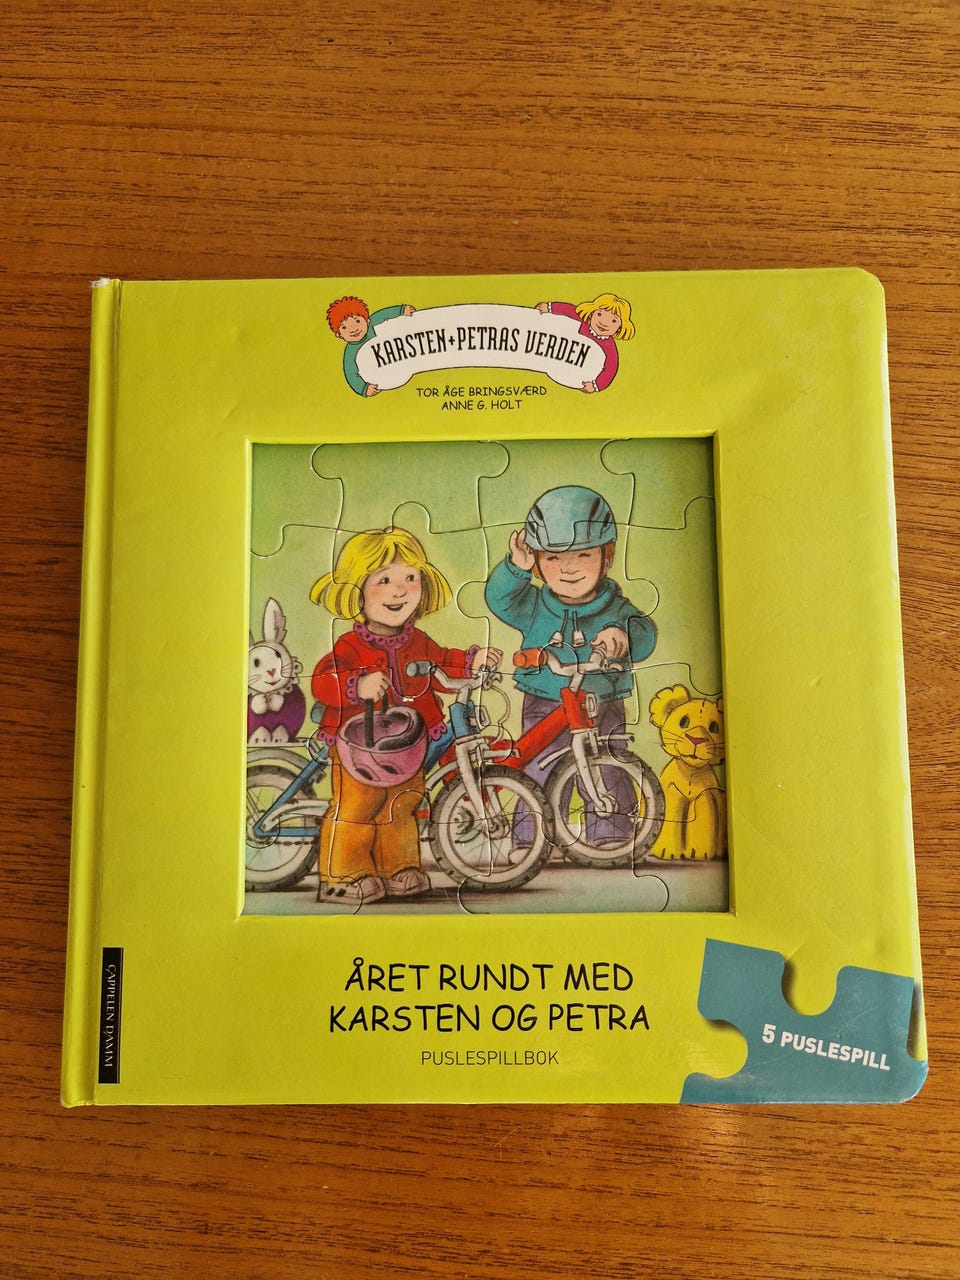 KARSTEN+PETRAS VERDEN
TOR ÅGE BRINGSVÆRD
ANNE G. HOLT
ÅRET RUNDT MED
KARSTEN OG PETRA
PUSLESPILLBOK
5 PUSLESPILL
CAPPELEN DAMM